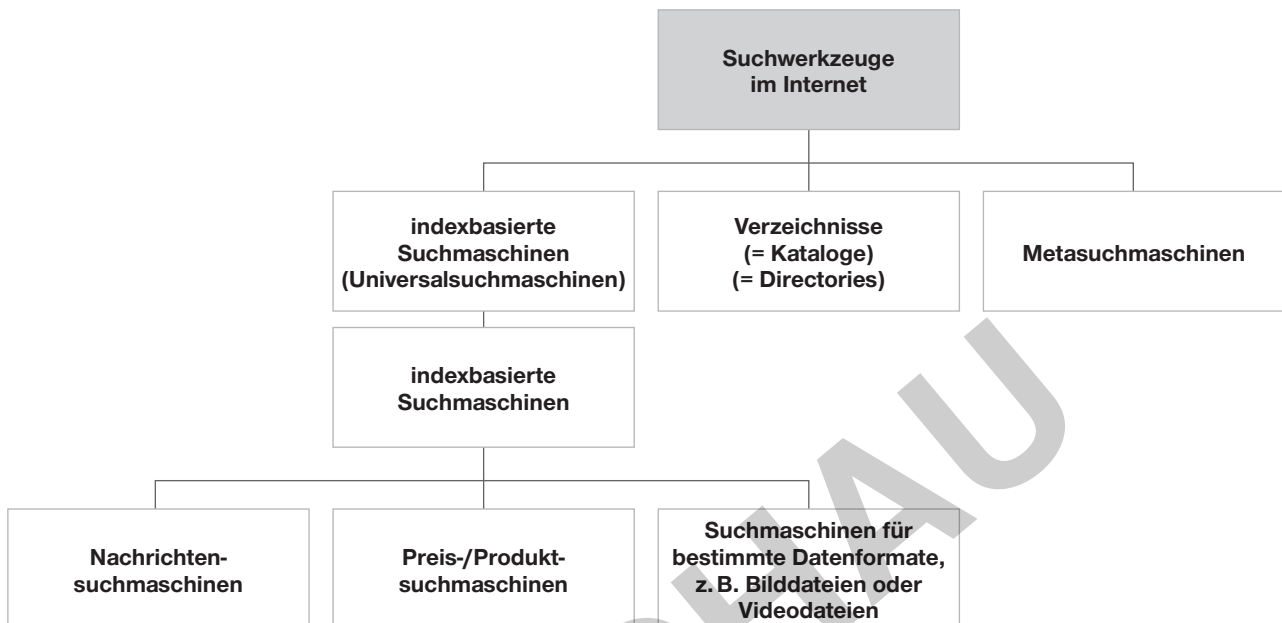 Suchwerkzeuge
im Internet
indexbasierte
Suchmaschinen
(Universalsuchmaschinen)
Verzeichnisse
(= Kataloge)
(= Directories)
Metasuchmaschinen
indexbasierte
Suchmaschinen
Nachrichten-
suchmaschinen
Preis-/Produkt-
suchmaschinen
Suchmaschinen für
bestimmte Datenformate,
z. B. Bilddateien oder
Videodateien
HAU